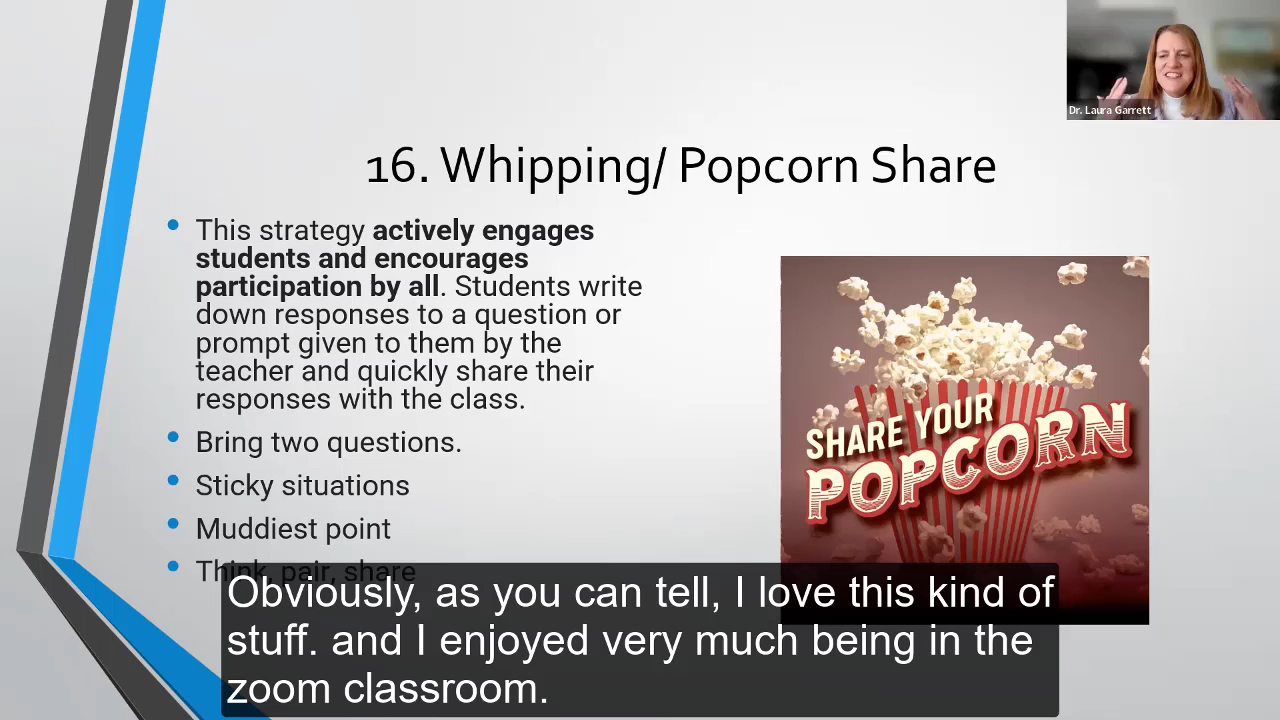 Dr. Laura Garrett
16. Whipping/ Popcorn Share
• This strategy actively engages
students and encourages
participation by all. Students write
down responses to a question or
prompt given to them by the
teacher and quickly share their
responses with the class.
• Bring two questions.
• Sticky situations
• Muddiest point
• Think, pair, share
SHARE YOUR
POPCORN
Obviously, as you can tell, I love this kind of
stuff. and I enjoyed very much being in the
zoom classroom.